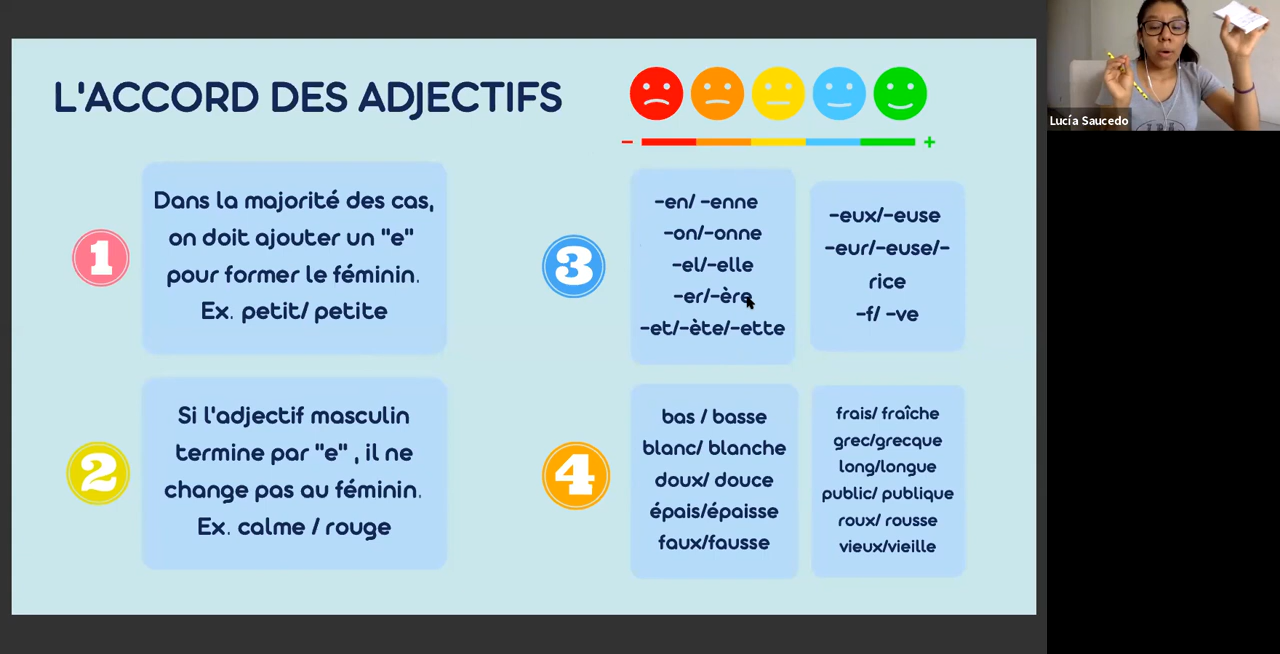 L'ACCORD DES ADJECTIFS
- +
1
Dans la majorité des cas,
on doit ajouter un "e"
pour former le féminin.
Ex. petit/ petite
2
Si l'adjectif masculin
termine par "e" , il ne
change pas au féminin.
Ex. calme / rouge
3
-en/ -enne
-on/-onne
-el/-elle
-er/-ère
-et/-ète/-ette
-eux/-euse
-eur/-euse/-
rice
-f/ -ve
4
bas / basse
blanc/ blanche
doux/ douce
épais/épaisse
faux/fausse
frais/ fraîche
grec/grecque
long/longue
public/ publique
roux/ rousse
vieux/vieille
Lucía Saucedo